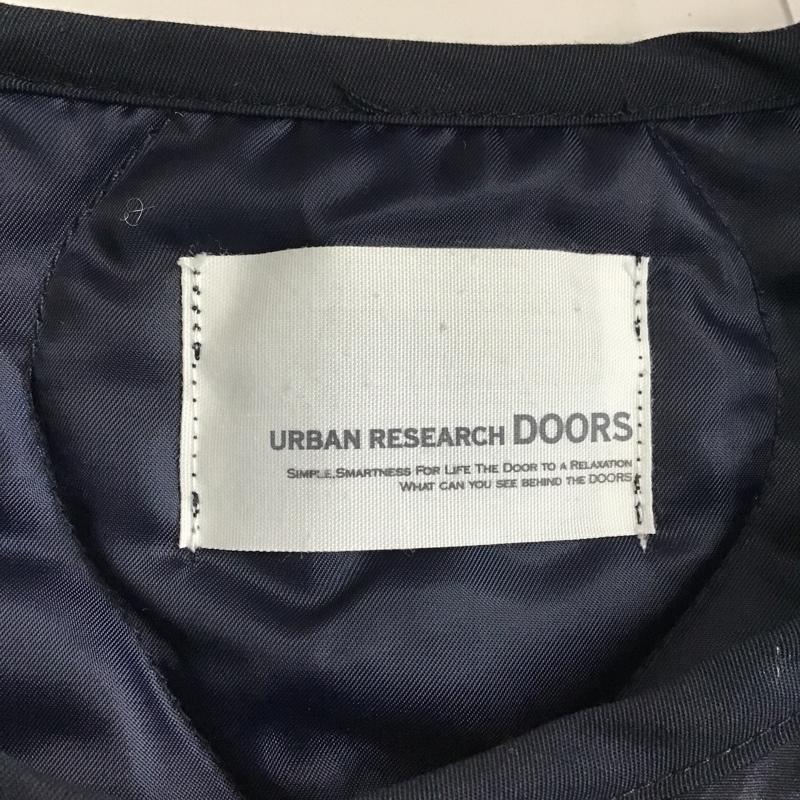 URBAN RESEARCH DOORS
SIMPLE,SMARTNESS FOR LIFE THE DOOR TO A RELAXATION
WHAT CAN YOU SEE BEHIND THE DOORS